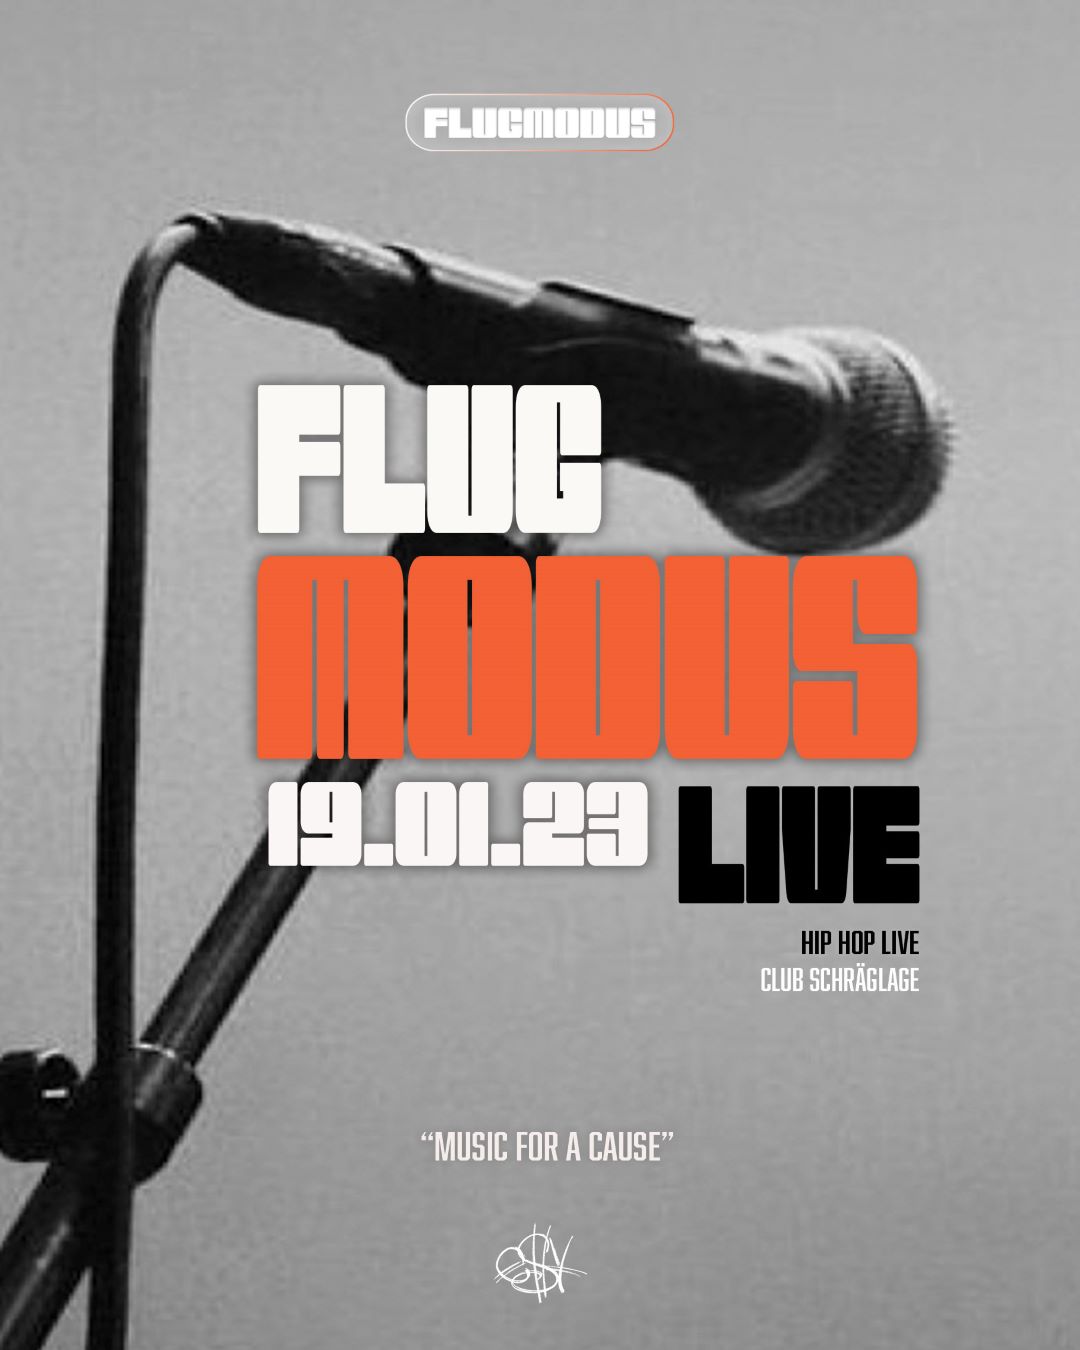 FLUGMODUS
FLUG
MODUS
19.01.23 LIVE
HIP HOP LIVE
CLUB SCHRÄGLAGE
“MUSIC FOR A CAUSE”